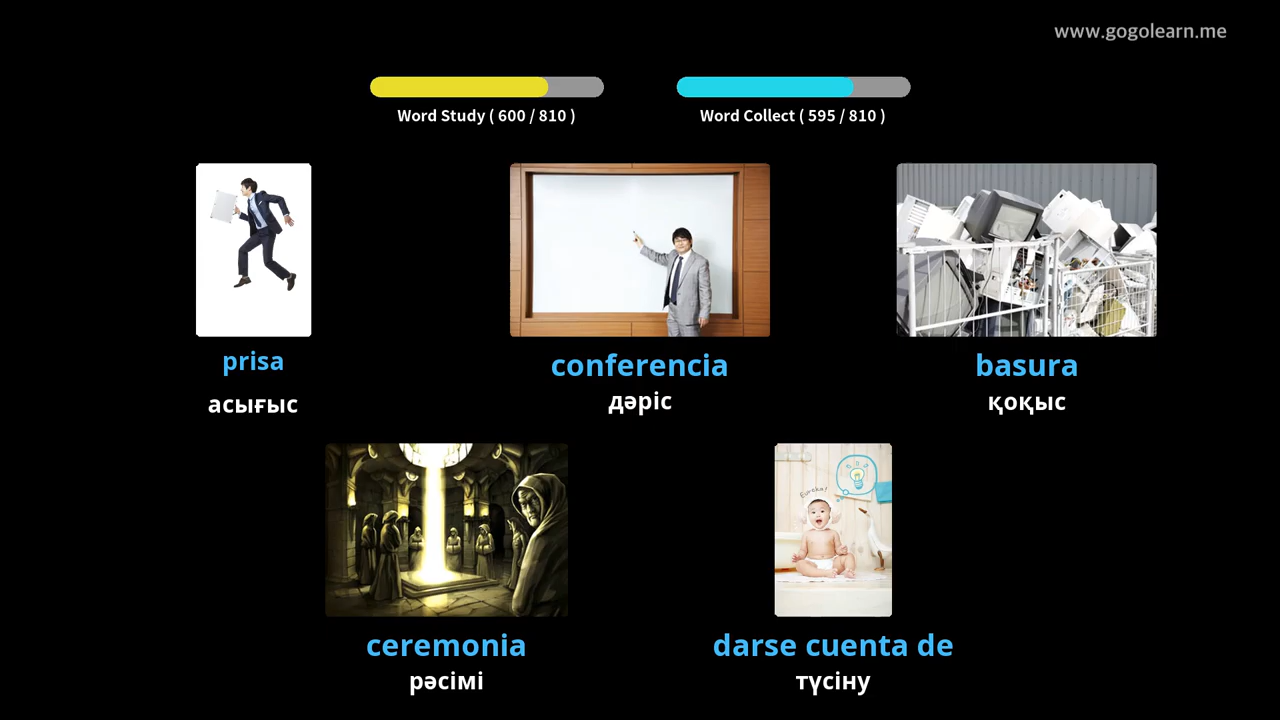 www.gogolearn.me
Word Study ( 600 / 810 )
Word Collect ( 595 / 810 )
prisa
асығыс
conferencia
дәріс
basura
қоқыс
Eureka!
ceremonia
рәсімі
darse cuenta de
түсіну